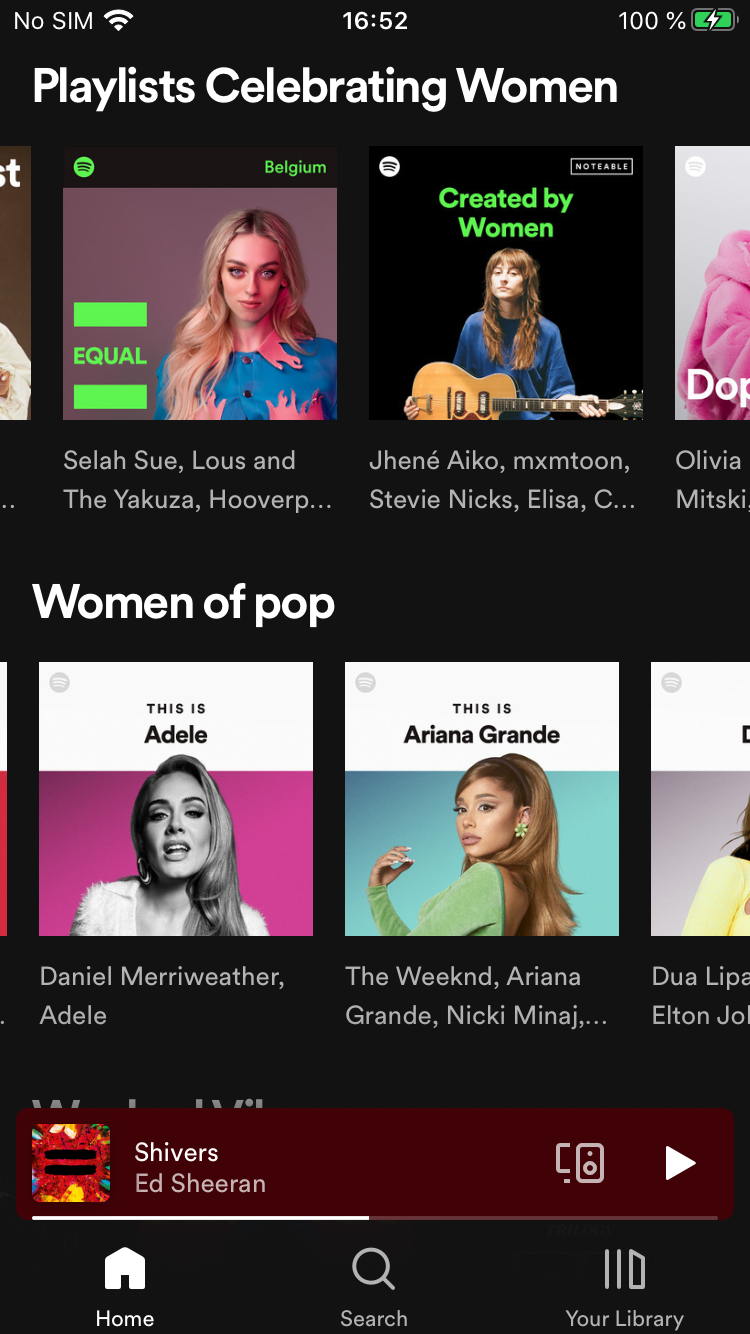 No SIM 16:52 100 %
Playlists Celebrating Women
st
Belgium
EQUAL
NOTEABLE
Created by
Women
Dop
Selah Sue, Lous and
The Yakuza, Hooverp...
Jhené Aiko, mxmtoon,
Stevie Nicks, Elisa, C...
Olivia
Mitski,
Women of pop
THIS IS
Adele
THIS IS
Ariana Grande
D
Daniel Merriweather,
Adele
The Weeknd, Ariana
Grande, Nicki Minaj,...
Dua Lipa
Elton Jo
Shivers
Ed Sheeran
Home
Search
Your Library